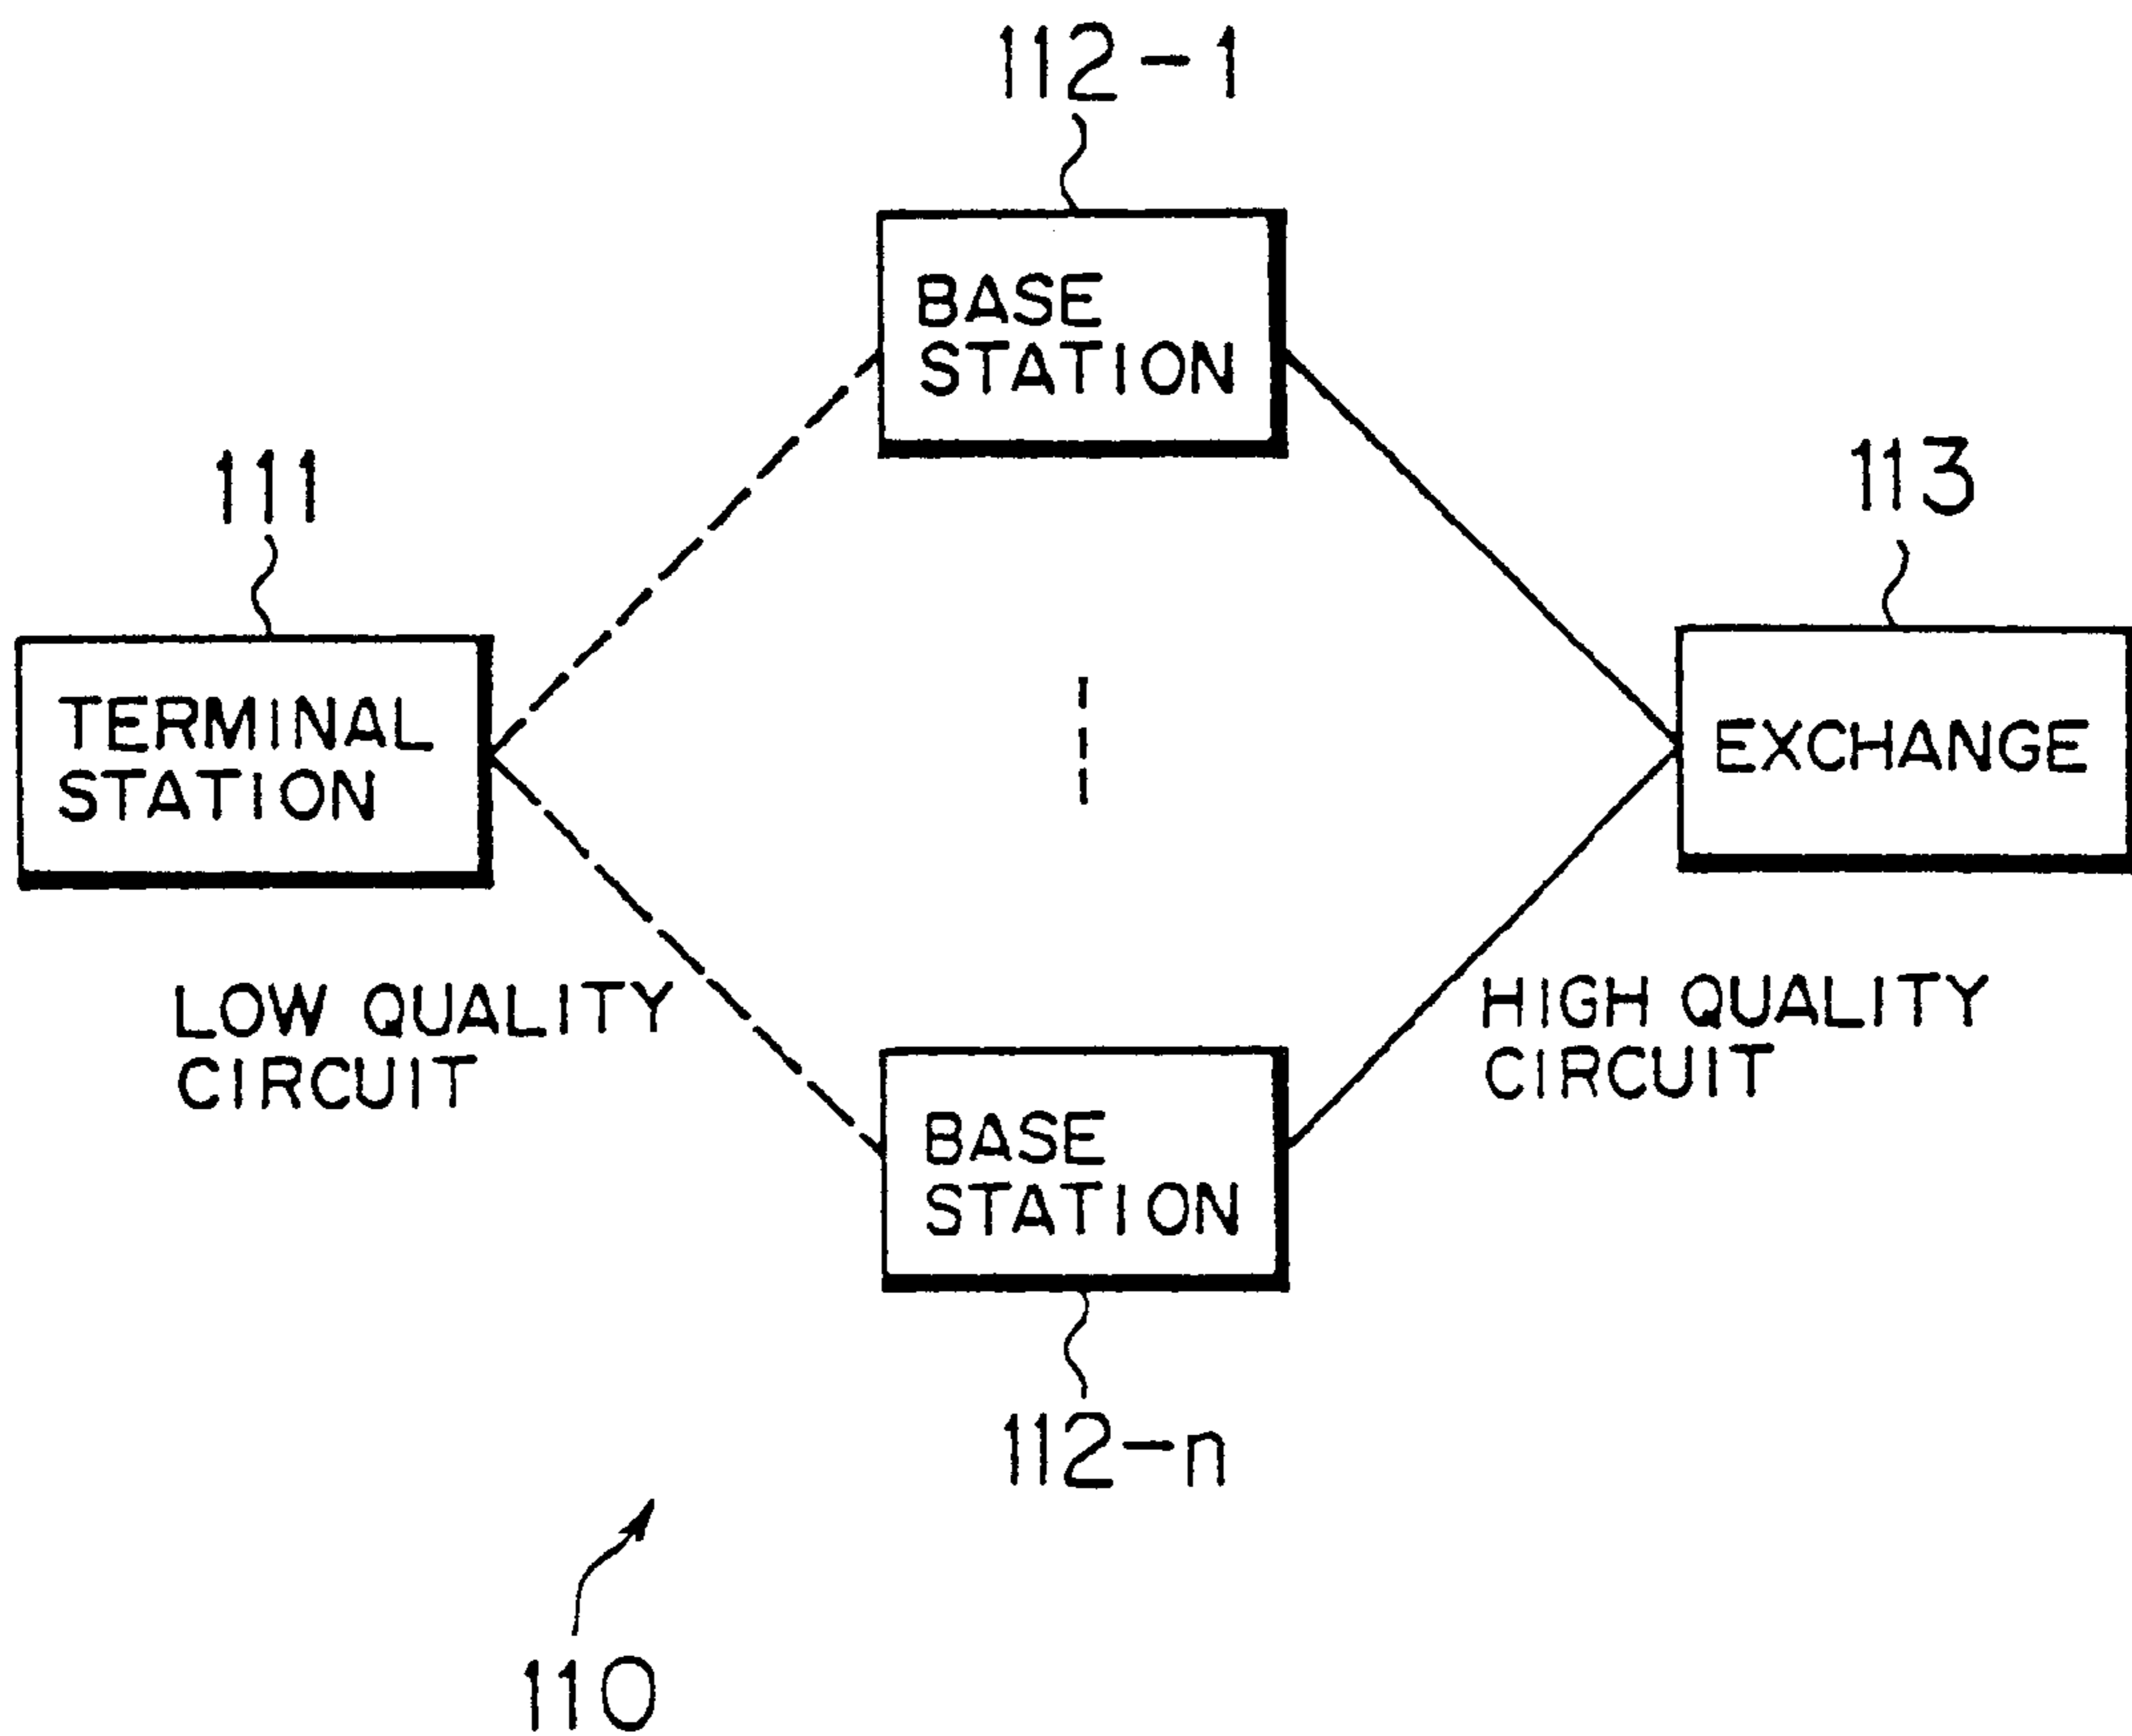 112-1
BASE
STATION
111
113
TERMINAL
STATION
EXCHANGE
LOW QUALITY
CIRCUIT
HIGH QUALITY
CIRCUIT
BASE
STATION
112-n
110